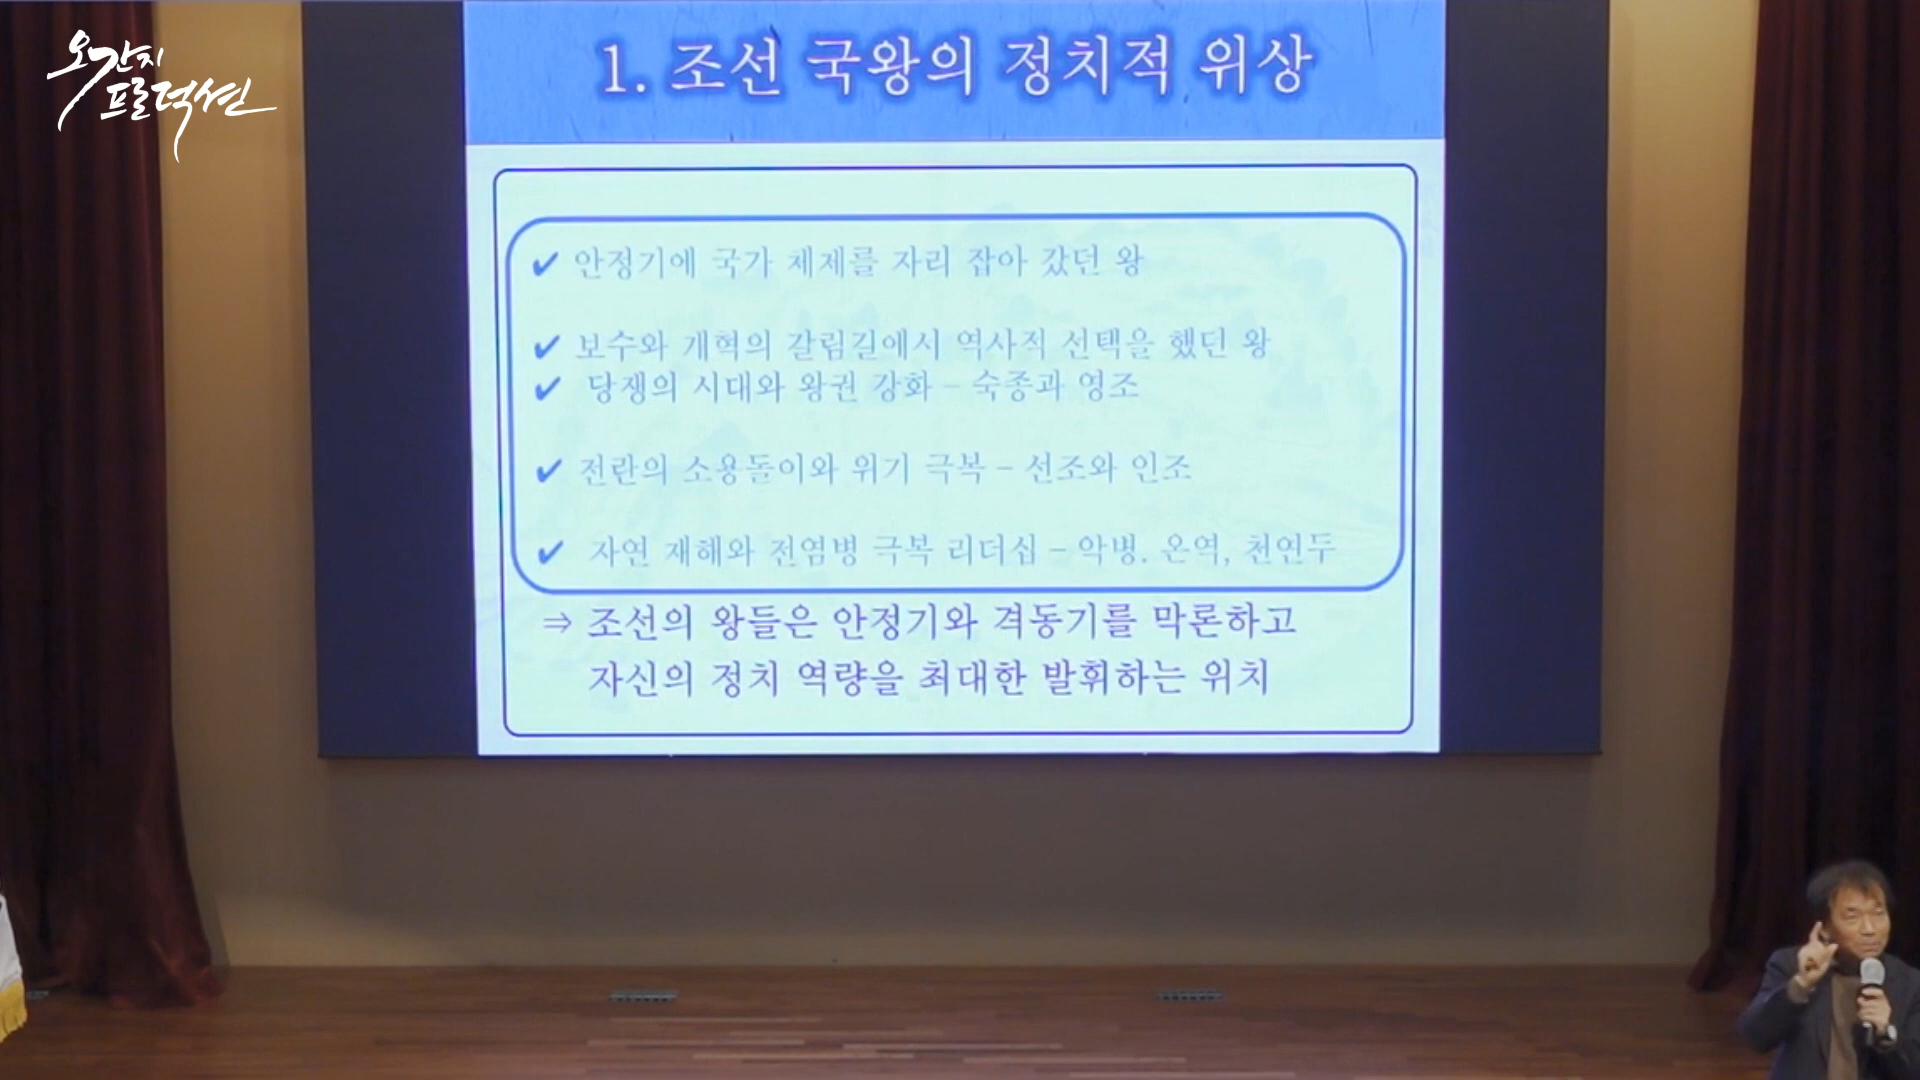 오간지
프로덕션
1. 조선 국왕의 정치적 위상
✔ 안정기에 국가 체제를 자리 잡아 갔던 왕
✔ 보수와 개혁의 갈림길에서 역사적 선택을 했던 왕
✔ 당쟁의 시대와 왕권 강화 – 숙종과 영조
✔ 전란의 소용돌이와 위기 극복 – 선조와 인조
✔ 자연 재해와 전염병 극복 리더십 – 악병. 온역, 천연두
⇒ 조선의 왕들은 안정기와 격동기를 막론하고
자신의 정치 역량을 최대한 발휘하는 위치